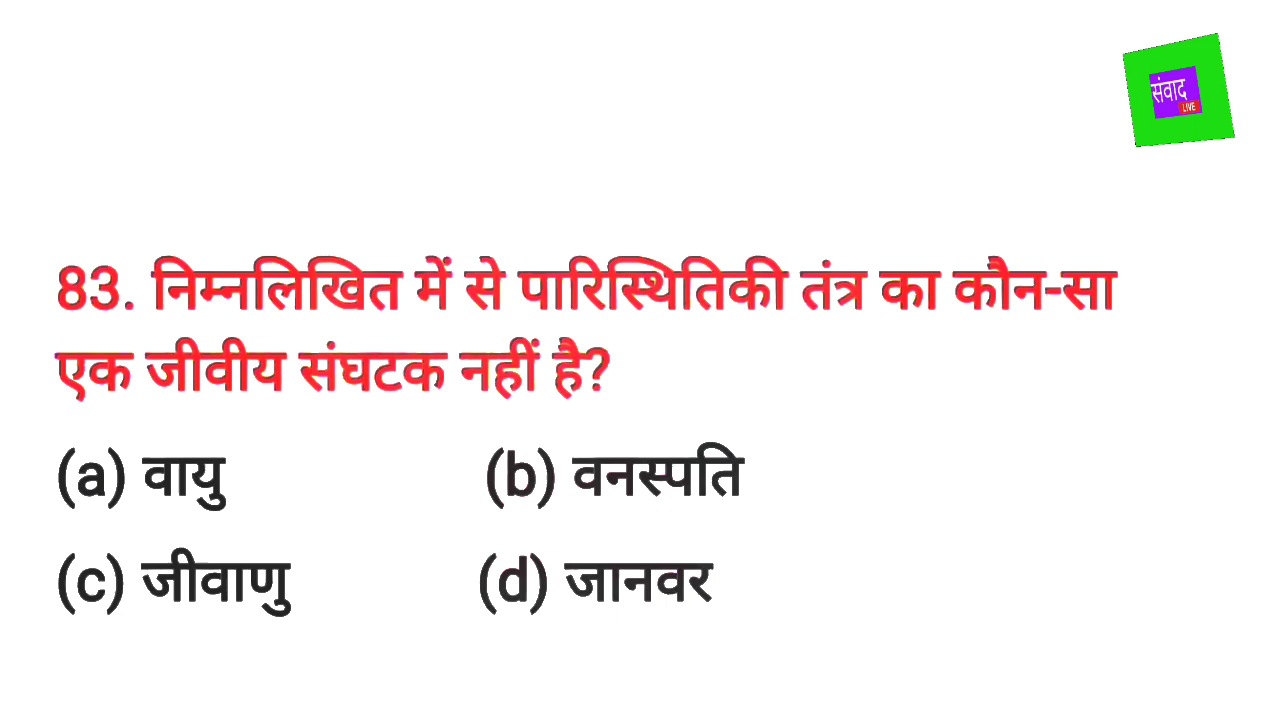 संवाद
LIVE
83. निम्नलिखित में से पारिस्थितिकी तंत्र का कौन-सा
एक जीवीय संघटक नहीं है?
(a) वायु (b) वनस्पति
(c) जीवाणु (d) जानवर